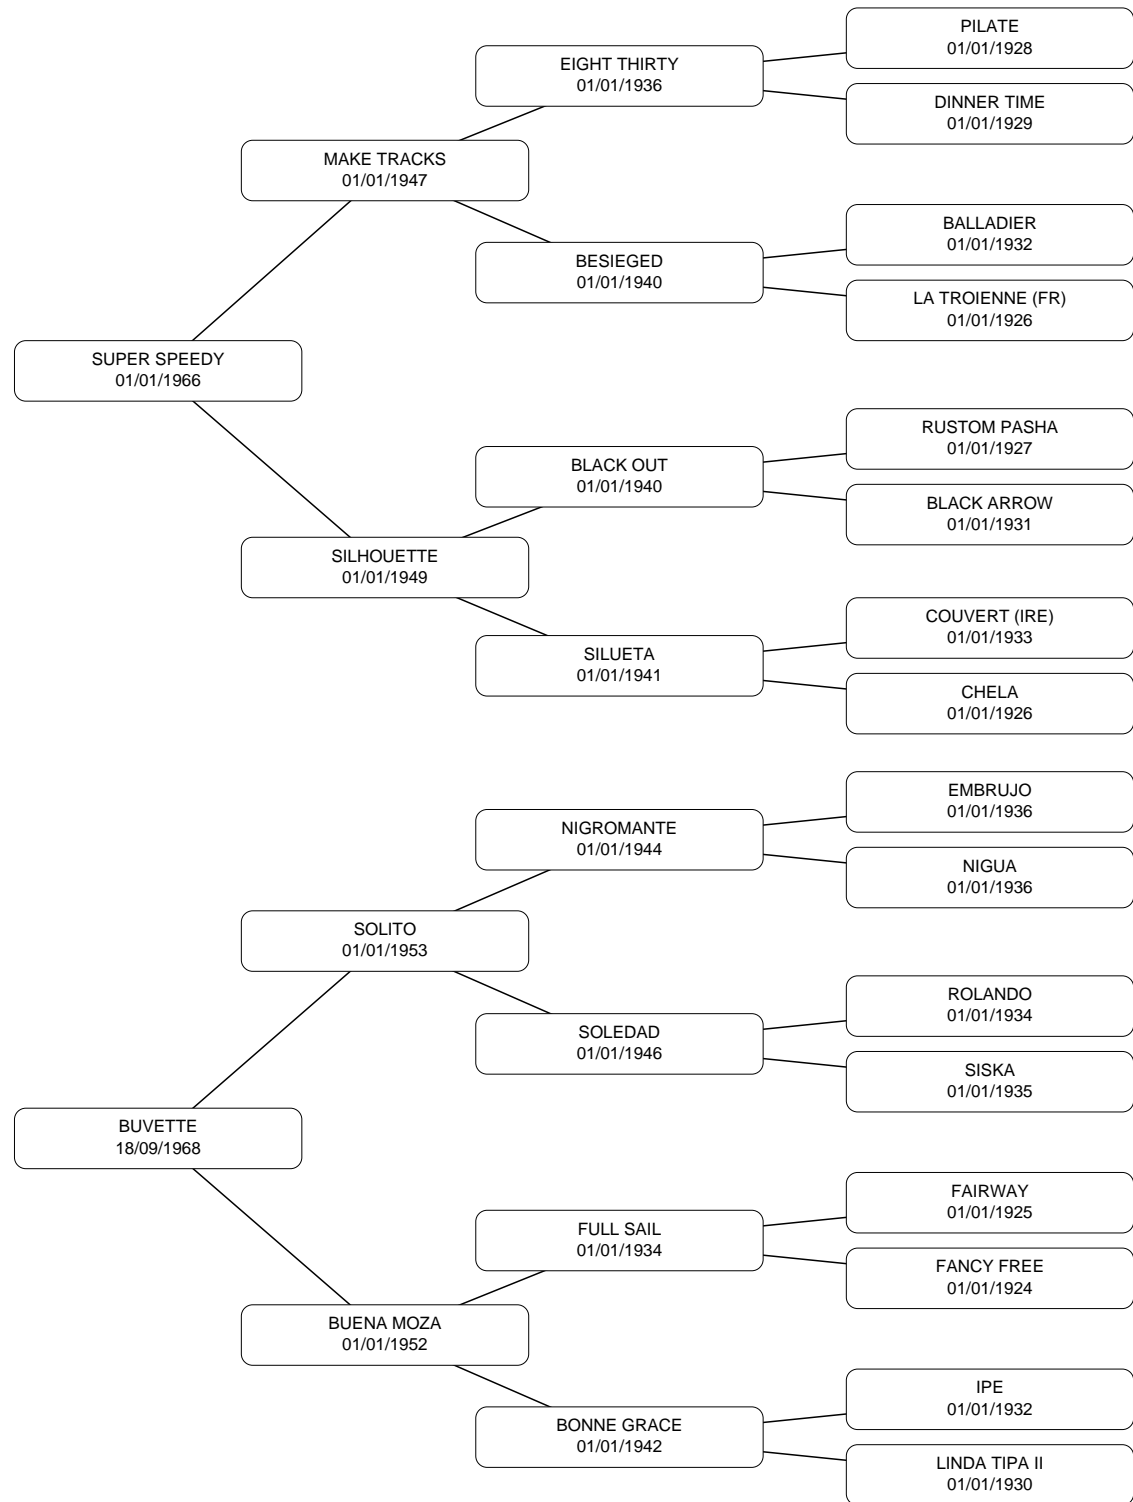 PILATE
01/01/1928
EIGHT THIRTY
01/01/1936
DINNER TIME
01/01/1929
MAKE TRACKS
01/01/1947
BALLADIER
01/01/1932
BESIEGED
01/01/1940
LA TROIENNE (FR)
01/01/1926
SUPER SPEEDY
01/01/1966
RUSTOM PASHA
01/01/1927
BLACK OUT
01/01/1940
BLACK ARROW
01/01/1931
SILHOUETTE
01/01/1949
COUVERT (IRE)
01/01/1933
SILUETA
01/01/1941
CHELA
01/01/1926
EMBRUJO
01/01/1936
NIGROMANTE
01/01/1944
NIGUA
01/01/1936
SOLITO
01/01/1953
ROLANDO
01/01/1934
SOLEDAD
01/01/1946
SISKA
01/01/1935
BUVETTE
18/09/1968
FAIRWAY
01/01/1925
FULL SAIL
01/01/1934
FANCY FREE
01/01/1924
BUENA MOZA
01/01/1952
IPE
01/01/1932
BONNE GRACE
01/01/1942
LINDA TIPA II
01/01/1930